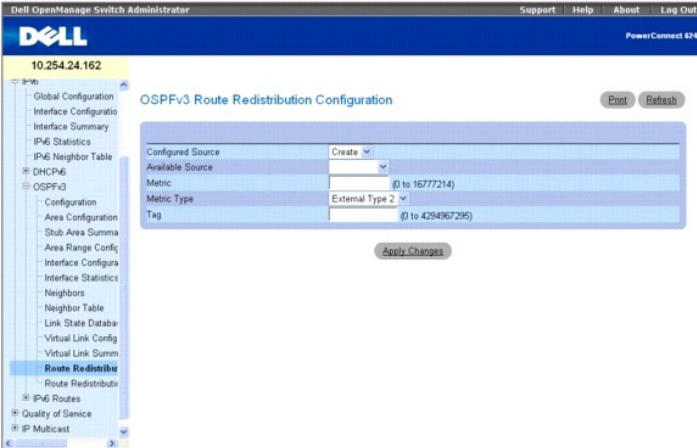 Dell OpenManage Switch Administrator
Support Help About Log Out
DELL
PowerConnect 624
10.254.24.162
IPv6
Global Configuration
Interface Configuratio
Interface Summary
IPv6 Statistics
IPv6 Neighbor Table
DHCPv6
OSPFv3
Configuration
Area Configuration
Stub Area Summa
Area Range Config
Interface Configura
Interface Statistics
Neighbors
Neighbor Table
Link State Databa
Virtual Link Config
Virtual Link Summ
Route Redistribu
Route Redistributio
IPv6 Routes
Quality of Service
IP Multicast
OSPFv3 Route Redistribution Configuration
Print Refresh
Configured Source Create
Available Source
Metric (0 to 16777214)
Metric Type External Type 2
Tag (0 to 4294967295)
Apply Changes